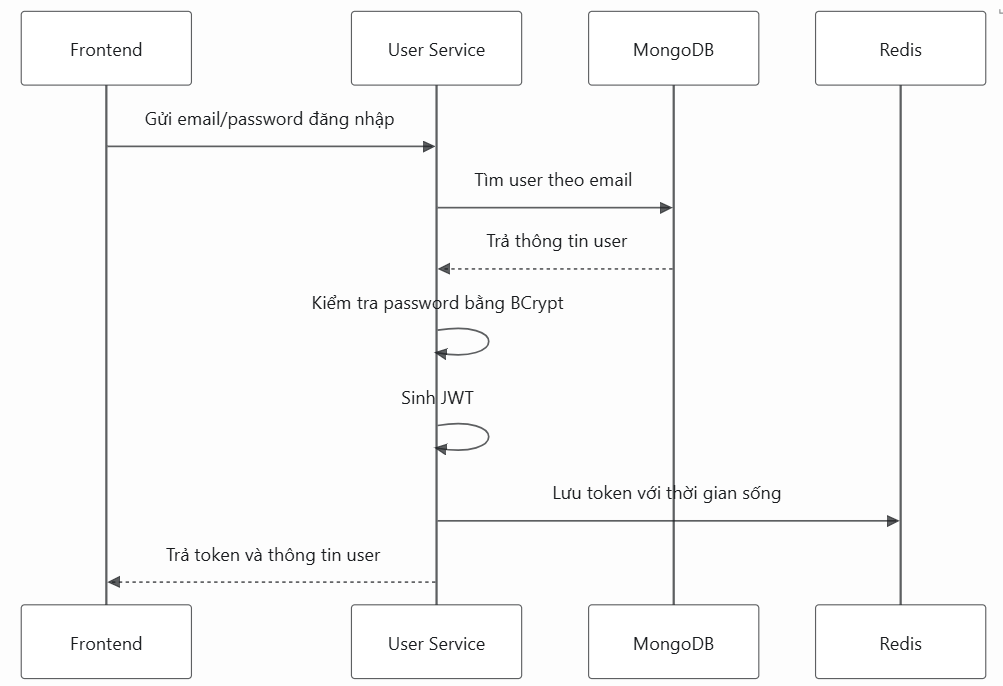 Frontend
User Service
MongoDB
Redis
Gửi email/password đăng nhập
Tìm user theo email
Trả thông tin user
Kiểm tra password bằng BCrypt
Sinh JWT
Lưu token với thời gian sống
Trả token và thông tin user
Frontend
User Service
MongoDB
Redis